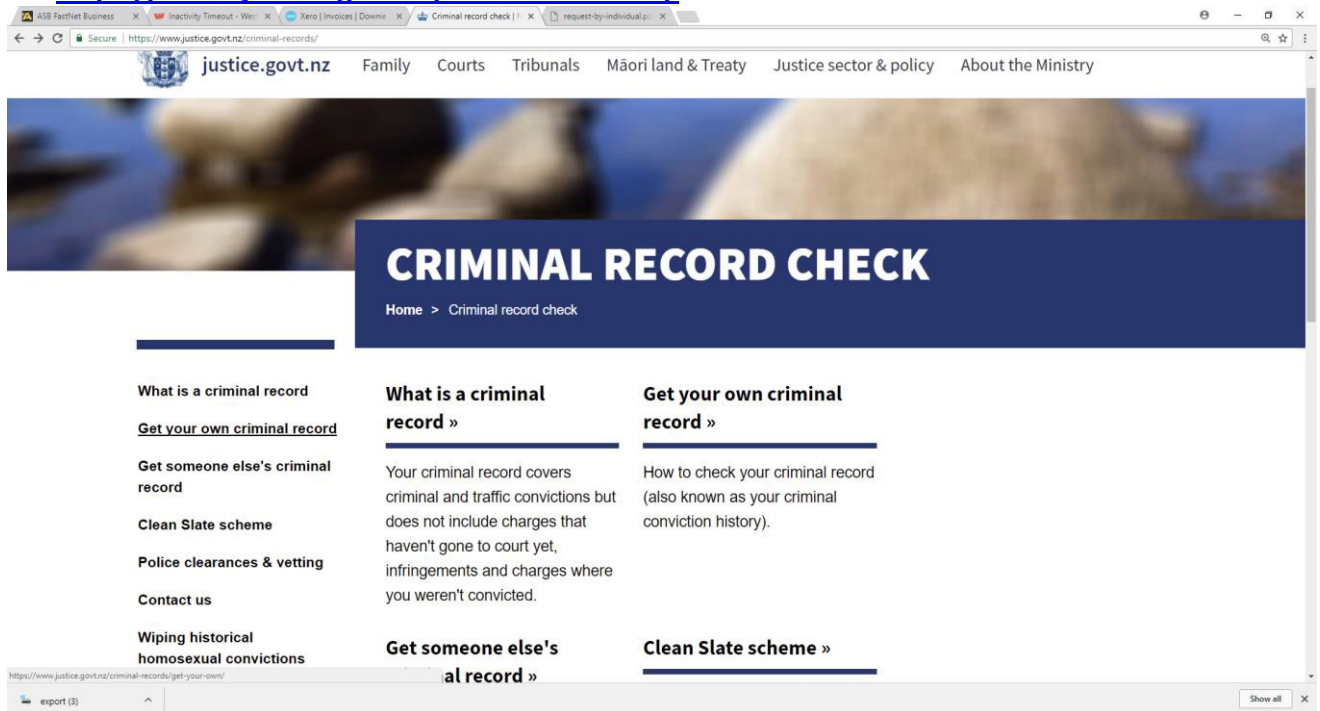 ASB FastNet Business
Inactivity Timeout - West
Xero | Invoices | Downie
Criminal record check | N
request-by-individual.pd
Secure | https://www.justice.govt.nz/criminal-records/
justice.govt.nz
Family
Courts
Tribunals
Māori land & Treaty
Justice sector & policy
About the Ministry
CRIMINAL RECORD CHECK
Home > Criminal record check
What is a criminal record
Get your own criminal record
Get someone else's criminal
record
Clean Slate scheme
Police clearances & vetting
Contact us
Wiping historical
homosexual convictions
What is a criminal
record »
Your criminal record covers
criminal and traffic convictions but
does not include charges that
haven't gone to court yet,
infringements and charges where
you weren't convicted.
Get your own criminal
record »
How to check your criminal record
(also known as your criminal
conviction history).
Get someone else's
al record »
Clean Slate scheme »
https://www.justice.govt.nz/criminal-records/get-your-own/
export (3)
Show all